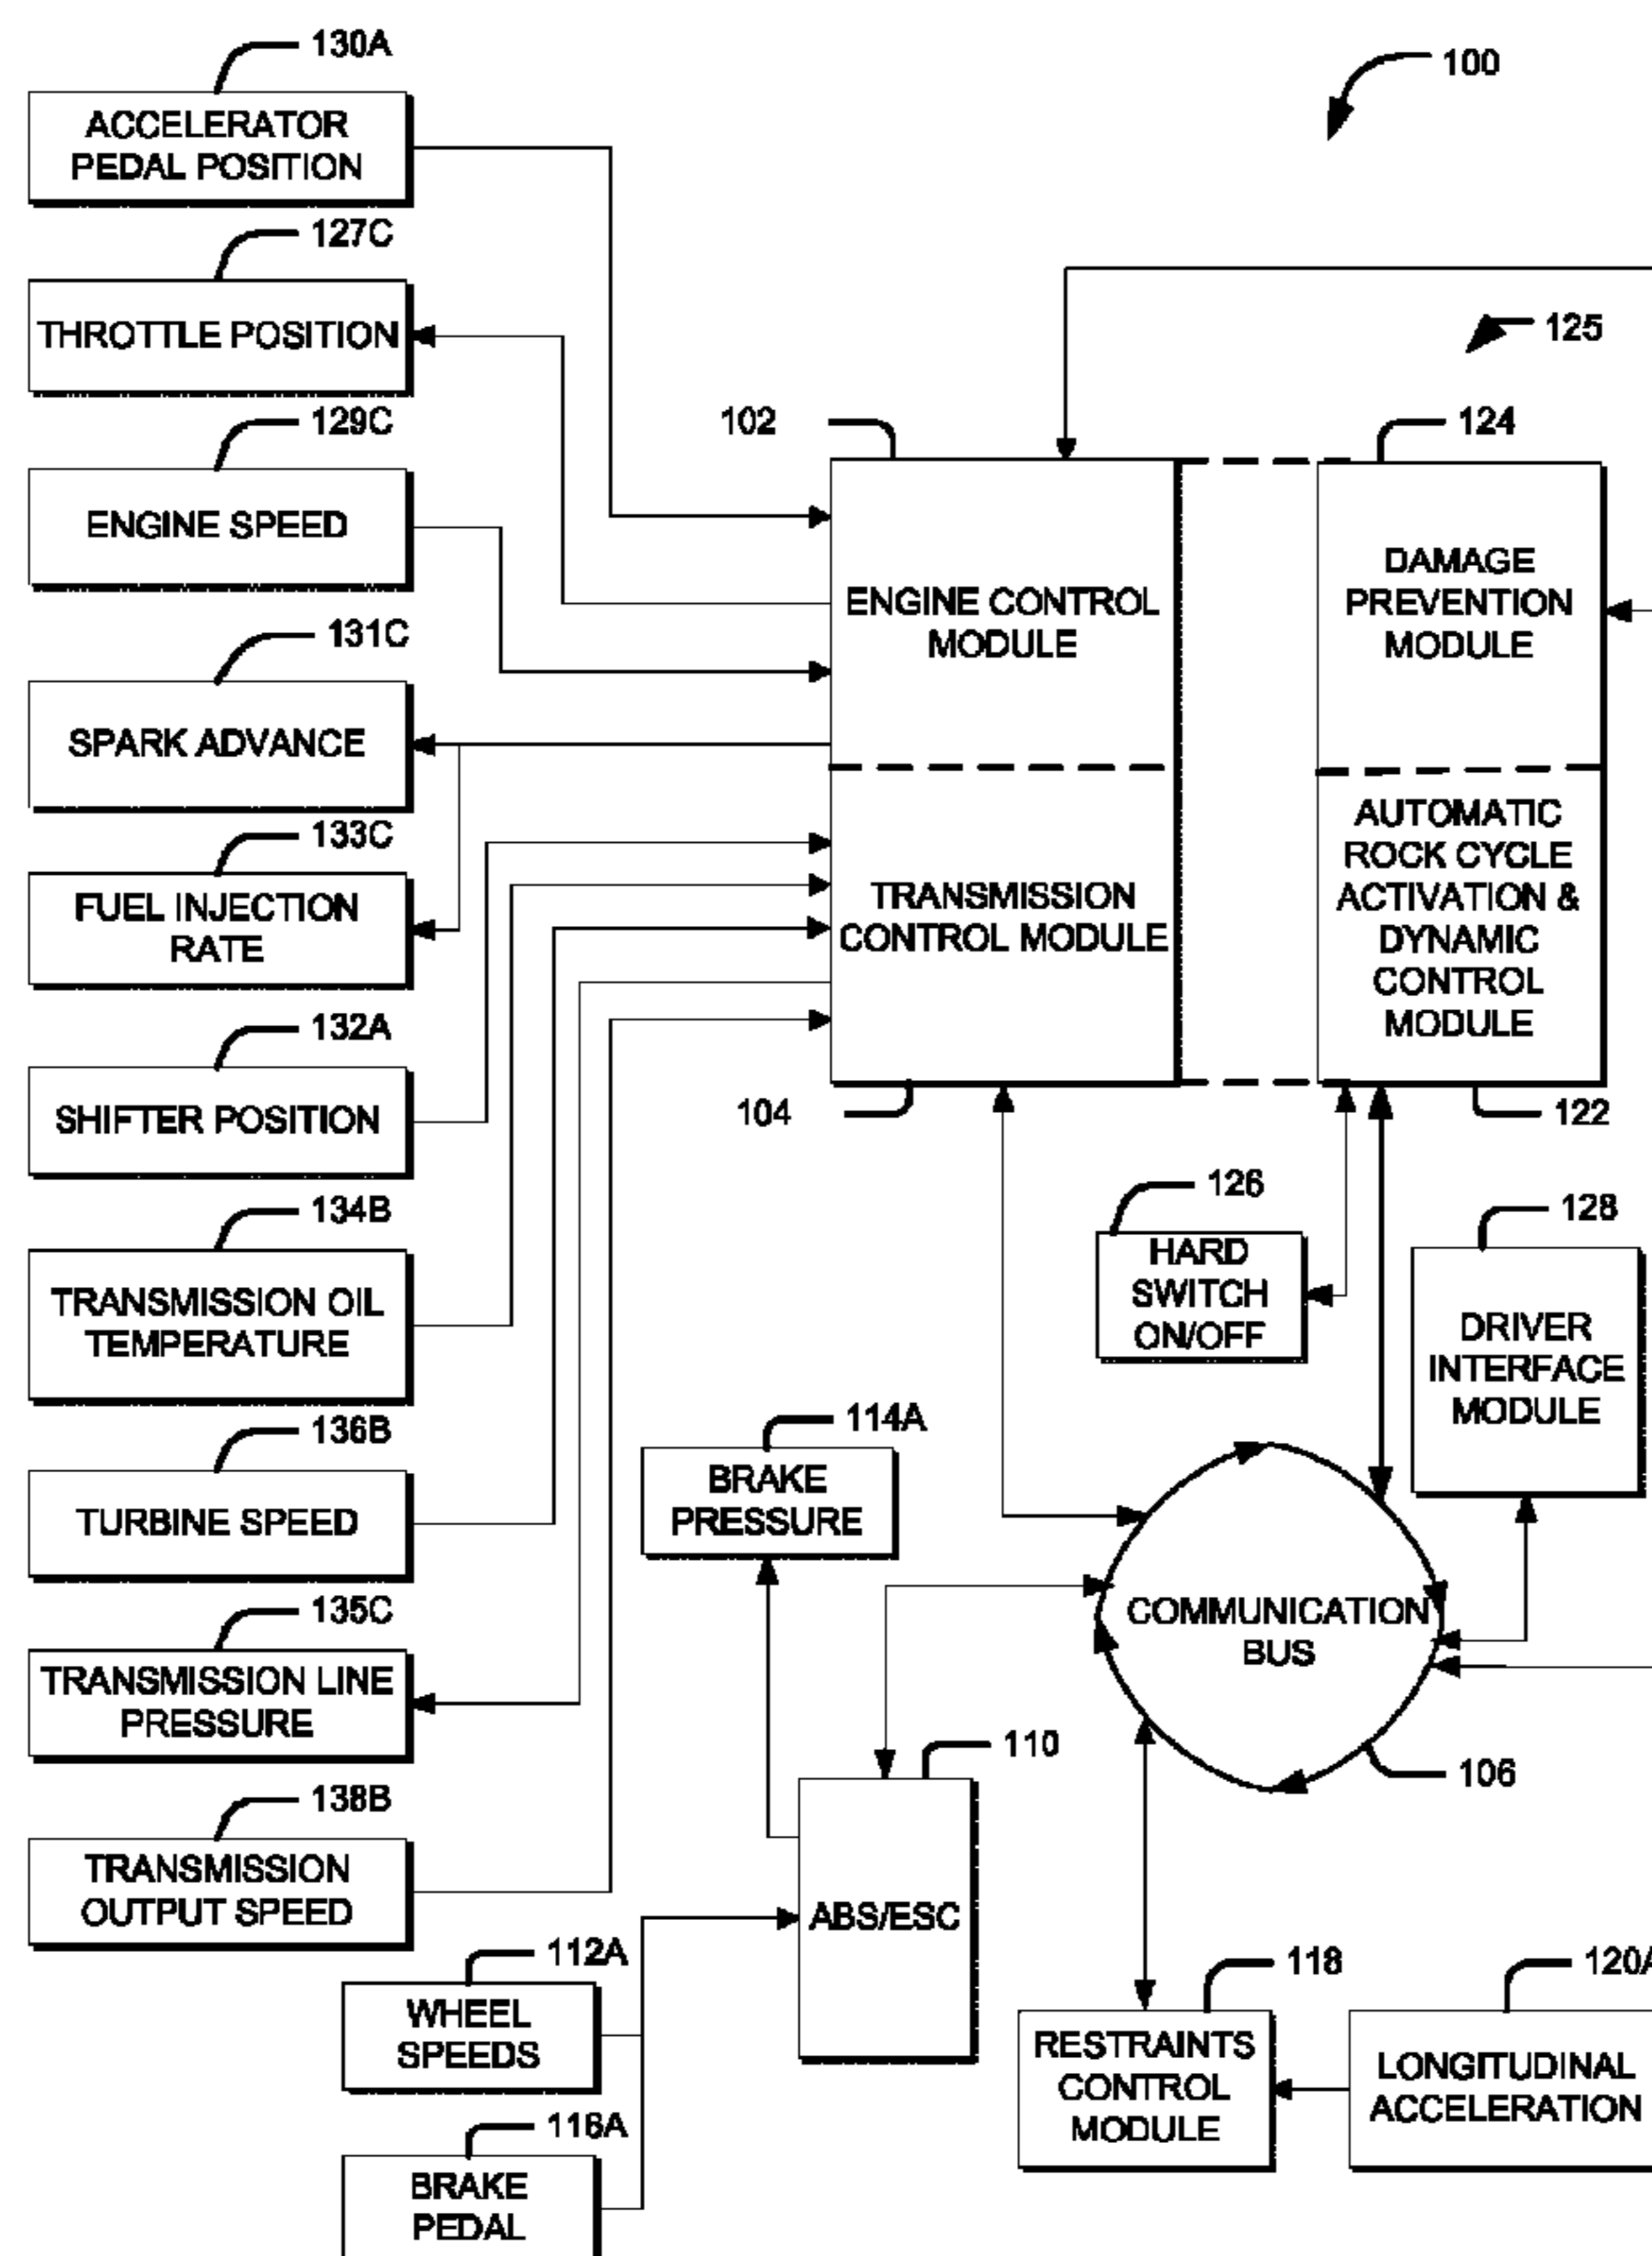 130A
100
ACCELERATOR
PEDAL POSITION
127C
THROTTLE POSITION
125
129C
102
124
ENGINE SPEED
DAMAGE
PREVENTION
MODULE
ENGINE CONTROL
MODULE
131C
SPARK ADVANCE
AUTOMATIC
ROCK CYCLE
ACTIVATION &
DYNAMIC
CONTROL
MODULE
133C
FUEL INJECTION
RATE
TRANSMISSION
CONTROL MODULE
132A
SHIFTER POSITION
104
122
134B
126
128
TRANSMISSION OIL
TEMPERATURE
HARD
SWITCH
ON/OFF
DRIVER
INTERFACE
MODULE
136B
114A
TURBINE SPEED
BRAKE
PRESSURE
135C
COMMUNICATION
BUS
TRANSMISSION LINE
PRESSURE
110
106
138B
TRANSMISSION
OUTPUT SPEED
ABS/ESC
112A
118
120A
WHEEL
SPEEDS
RESTRAINTS
CONTROL
MODULE
LONGITUDINAL
ACCELERATION
116A
BRAKE
PEDAL